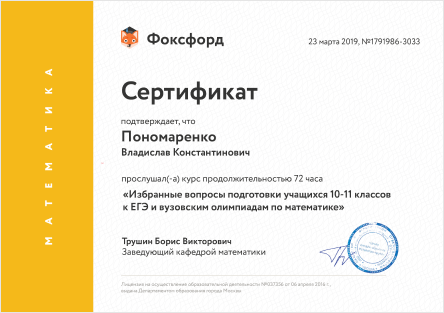 Фоксфорд
23 марта 2019, №1791986-3033
МАТЕМАТИКА
Сертификат
подтверждает, что
Пономаренко
Владислав Константинович
прослушал(-а) курс продолжительностью 72 часа
«Избранные вопросы подготовки учащихся 10-11 классов
к ЕГЭ и вузовским олимпиадам по математике»
Трушин Борис Викторович
Заведующий кафедрой математики
Лицензия на осуществление образовательной деятельности №037356 от 06 апреля 2016 г.,
выдана Департаментом образования города Москвы